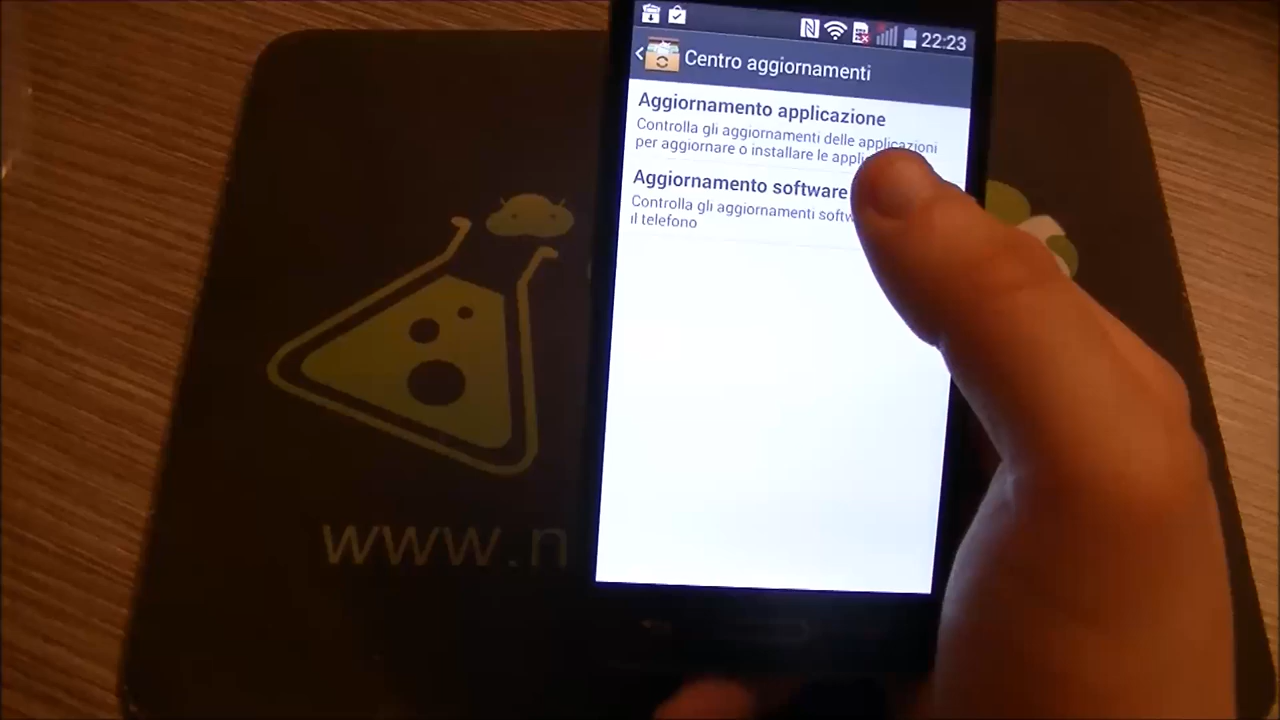 22:23
Centro aggiornamenti
Aggiornamento applicazione
Controlla gli aggiornamenti delle applicazioni
per aggiornare o installare le
Aggiornamento software
Controlla gli aggiornamenti
il telefono
www.n